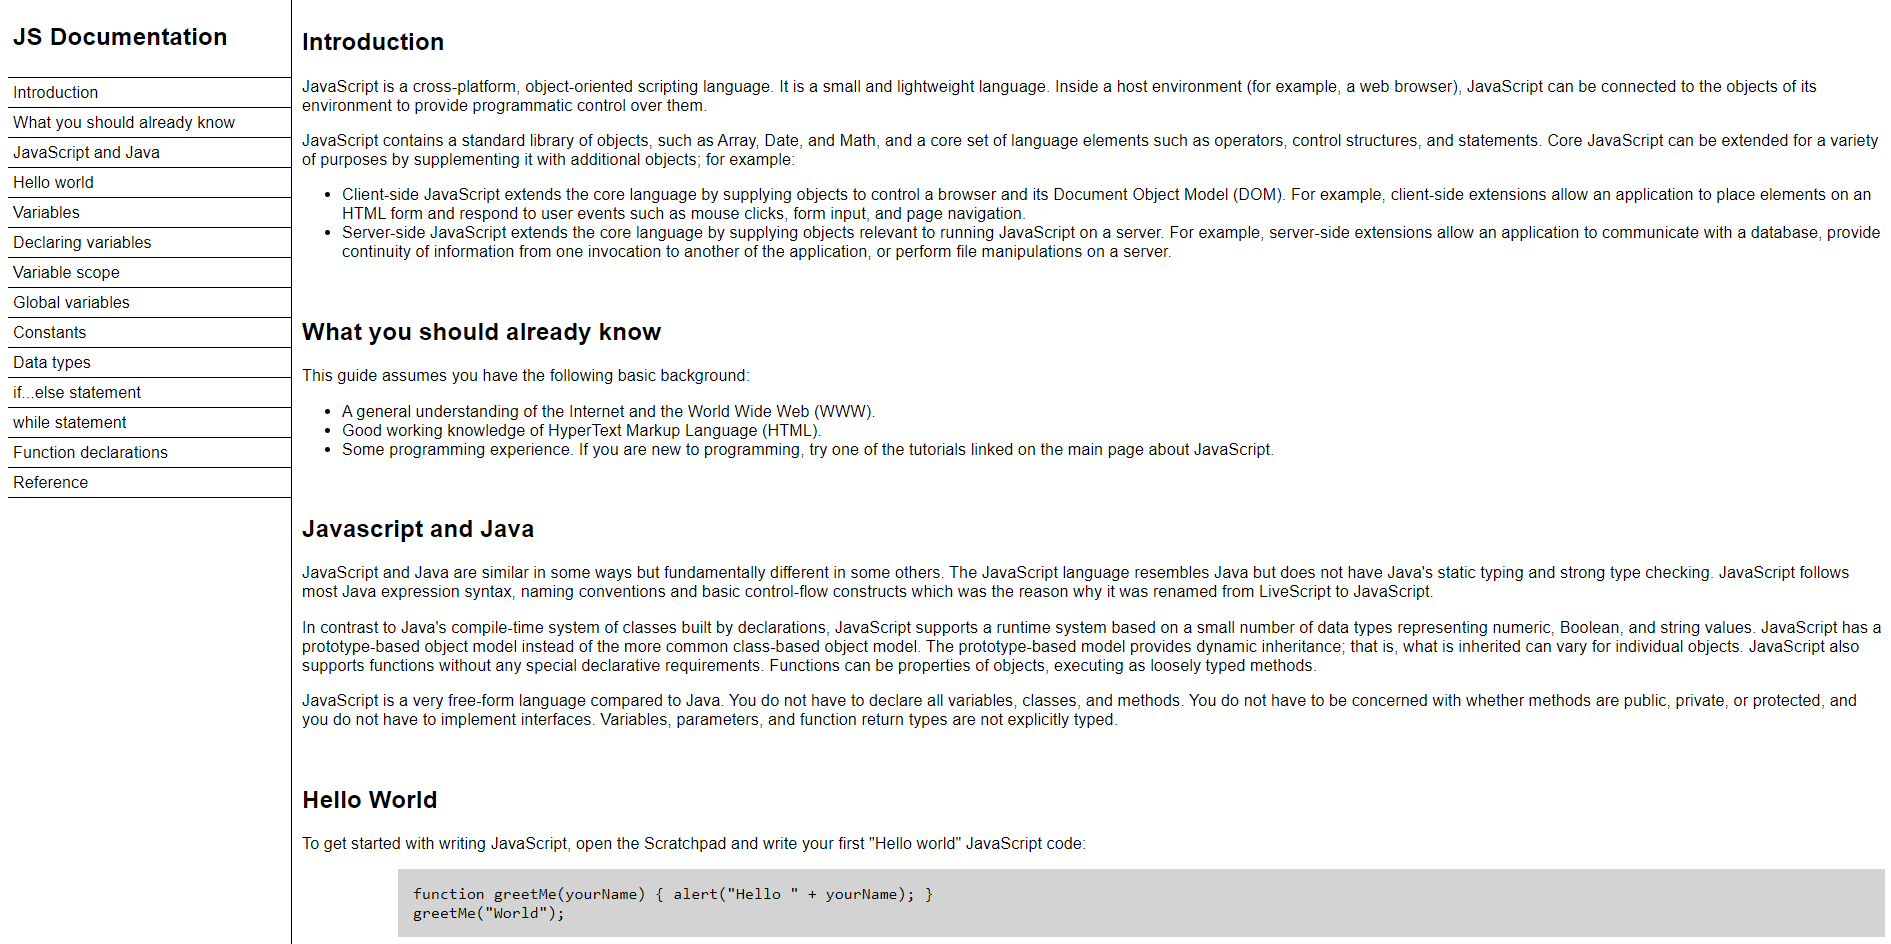 JS Documentation
Introduction
What you should already know
JavaScript and Java
Hello world
Variables
Declaring variables
Variable scope
Global variables
Constants
Data types
if...else statement
while statement
Function declarations
Reference
Introduction
JavaScript is a cross-platform, object-oriented scripting language. It is a small and lightweight language. Inside a host environment (for example, a web browser), JavaScript can be connected to the objects of its
environment to provide programmatic control over them.
JavaScript contains a standard library of objects, such as Array, Date, and Math, and a core set of language elements such as operators, control structures, and statements. Core JavaScript can be extended for a variety
of purposes by supplementing it with additional objects; for example:
• Client-side JavaScript extends the core language by supplying objects to control a browser and its Document Object Model (DOM). For example, client-side extensions allow an application to place elements on an
HTML form and respond to user events such as mouse clicks, form input, and page navigation.
• Server-side JavaScript extends the core language by supplying objects relevant to running JavaScript on a server. For example, server-side extensions allow an application to communicate with a database, provide
continuity of information from one invocation to another of the application, or perform file manipulations on a server.
What you should already know
This guide assumes you have the following basic background:
• A general understanding of the Internet and the World Wide Web (WWW).
• Good working knowledge of HyperText Markup Language (HTML).
• Some programming experience. If you are new to programming, try one of the tutorials linked on the main page about JavaScript.
Javascript and Java
JavaScript and Java are similar in some ways but fundamentally different in some others. The JavaScript language resembles Java but does not have Java's static typing and strong type checking. JavaScript follows
most Java expression syntax, naming conventions and basic control-flow constructs which was the reason why it was renamed from LiveScript to JavaScript.
In contrast to Java's compile-time system of classes built by declarations, JavaScript supports a runtime system based on a small number of data types representing numeric, Boolean, and string values. JavaScript has a
prototype-based object model instead of the more common class-based object model. The prototype-based model provides dynamic inheritance; that is, what is inherited can vary for individual objects. JavaScript also
supports functions without any special declarative requirements. Functions can be properties of objects, executing as loosely typed methods.
JavaScript is a very free-form language compared to Java. You do not have to declare all variables, classes, and methods. You do not have to be concerned with whether methods are public, private, or protected, and
you do not have to implement interfaces. Variables, parameters, and function return types are not explicitly typed.
Hello World
To get started with writing JavaScript, open the Scratchpad and write your first "Hello world" JavaScript code:
function greetMe(yourName) { alert("Hello " + yourName); }
greetMe("World");